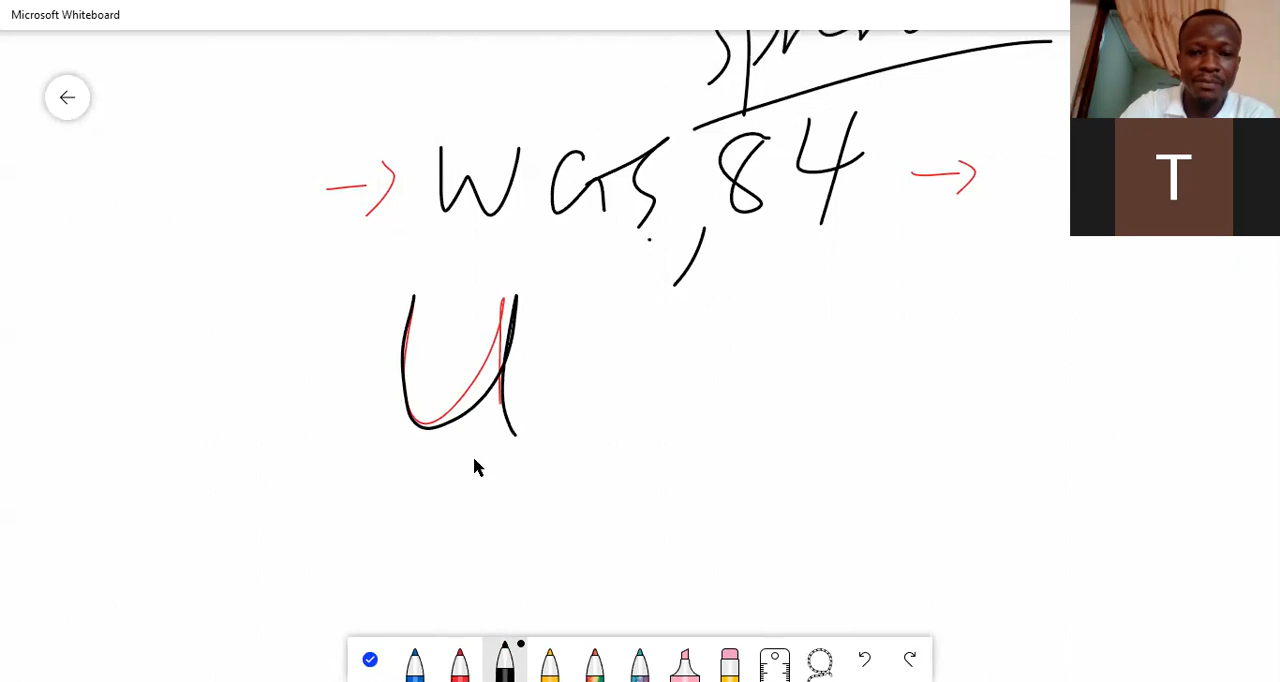 Microsoft Whiteboard
T
→ WGS, 84 →
U